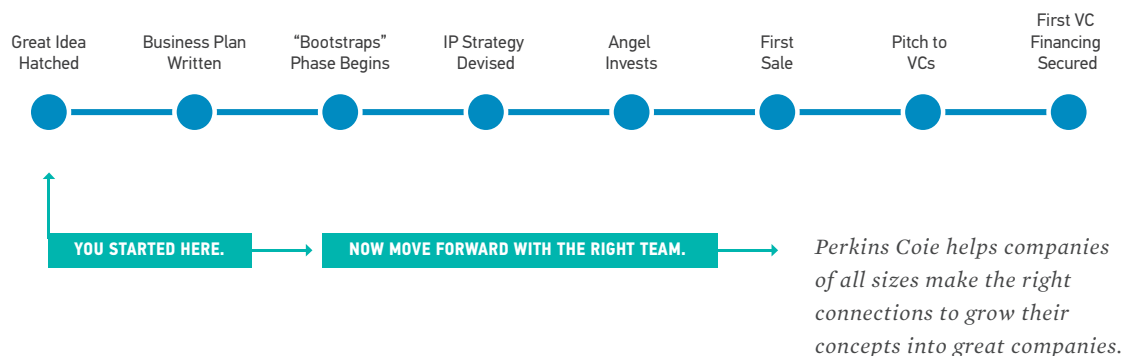 Great Idea
Hatched
Business Plan
Written
“Bootstraps”
Phase Begins
IP Strategy
Devised
Angel
Invests
First
Sale
Pitch to
VCs
First VC
Financing
Secured
YOU STARTED HERE.
NOW MOVE FORWARD WITH THE RIGHT TEAM.
Perkins Coie helps companies
of all sizes make the right
connections to grow their
concepts into great companies.